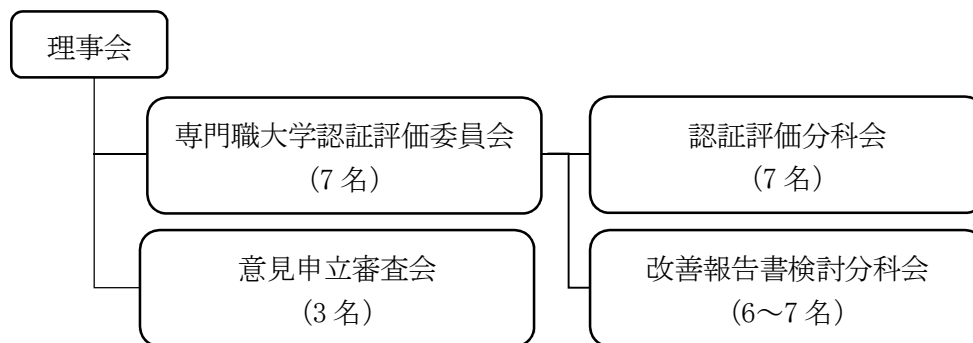 理事会
専門職大学認証評価委員会
(7 名)
認証評価分科会
(7 名)
意見申立審査会
(3 名)
改善報告書検討分科会
(6～7 名)